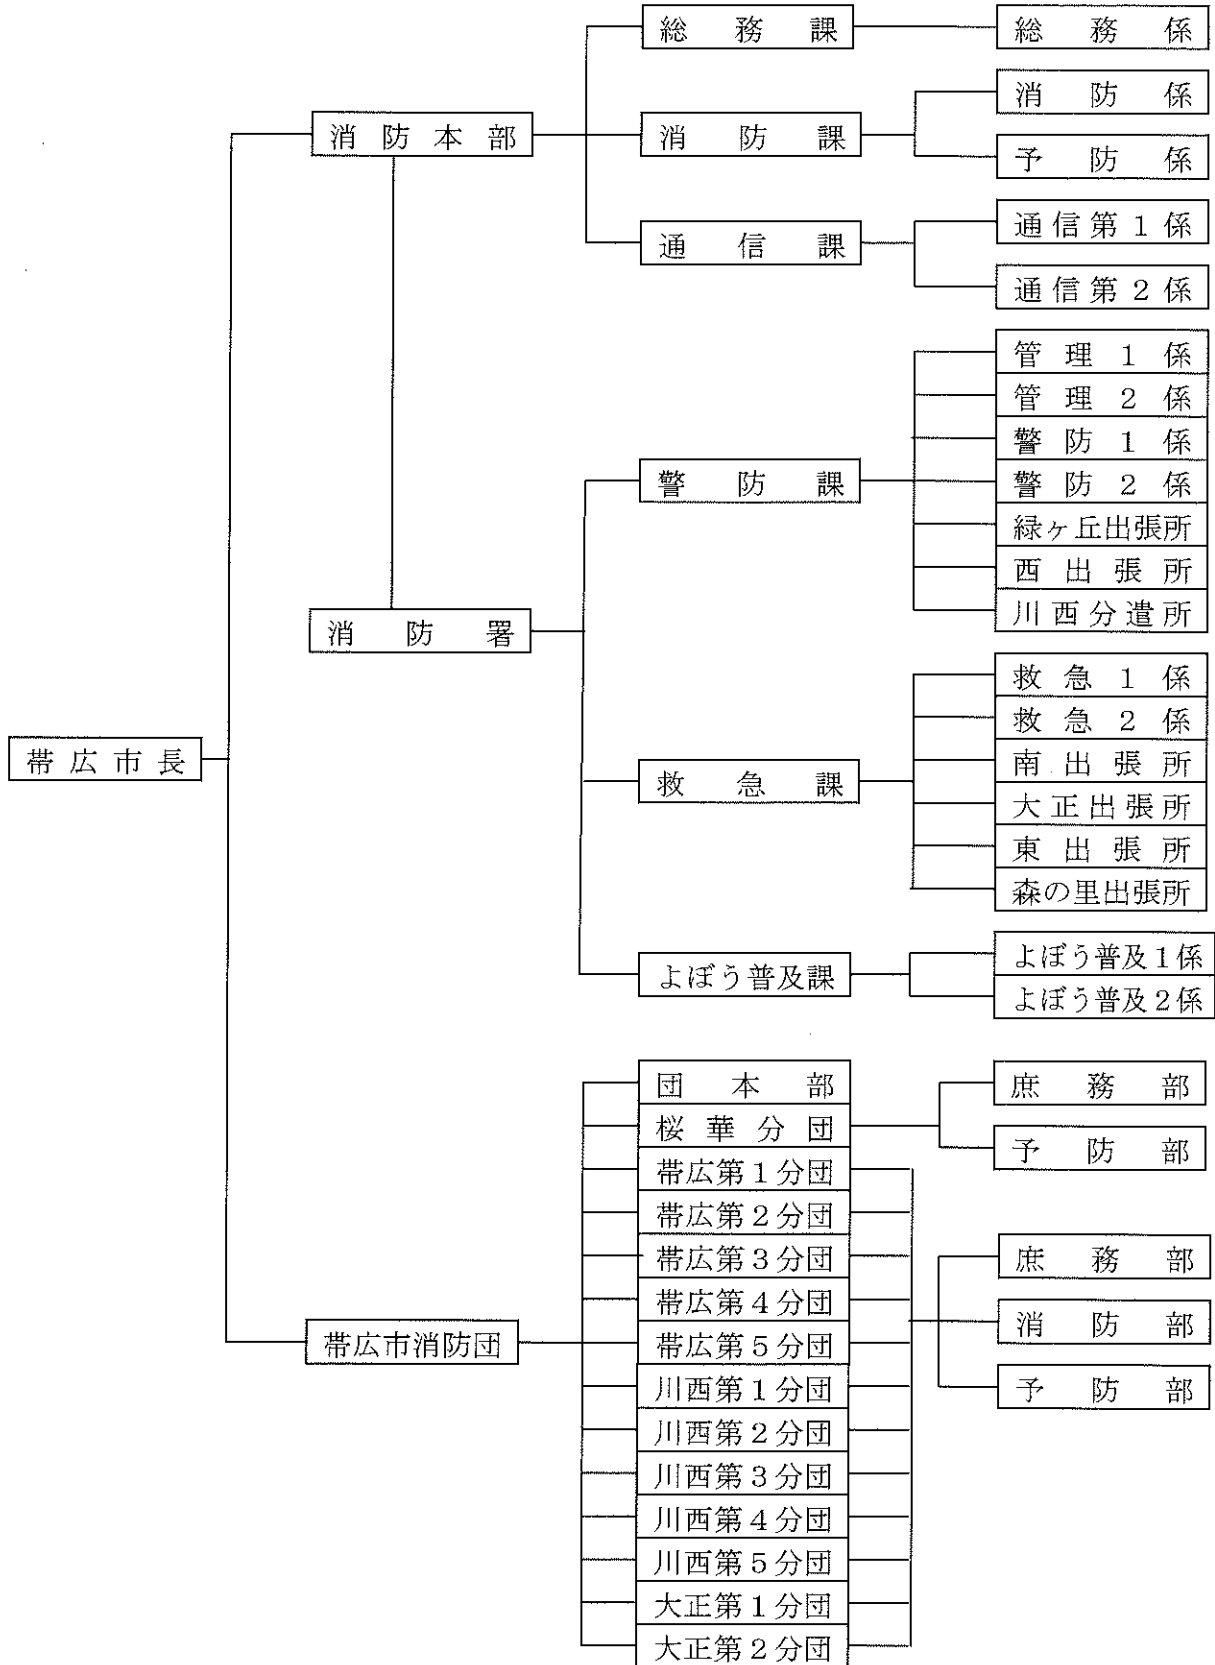 帯広市長
消防本部
総務課
総務係
消防課
消防係
予防係
通信課
通信第1係
通信第2係
消防署
警防課
管理1係
管理2係
警防1係
警防2係
緑ヶ丘出張所
西出張所
川西分遣所
救急課
救急1係
救急2係
南出張所
大正出張所
東出張所
森の里出張所
よぼう普及課
よぼう普及1係
よぼう普及2係
帯広市消防団
団本部
桜華分団
庶務部
予防部
帯広第1分団
帯広第2分団
帯広第3分団
帯広第4分団
帯広第5分団
川西第1分団
川西第2分団
川西第3分団
川西第4分団
川西第5分団
大正第1分団
大正第2分団
庶務部
消防部
予防部